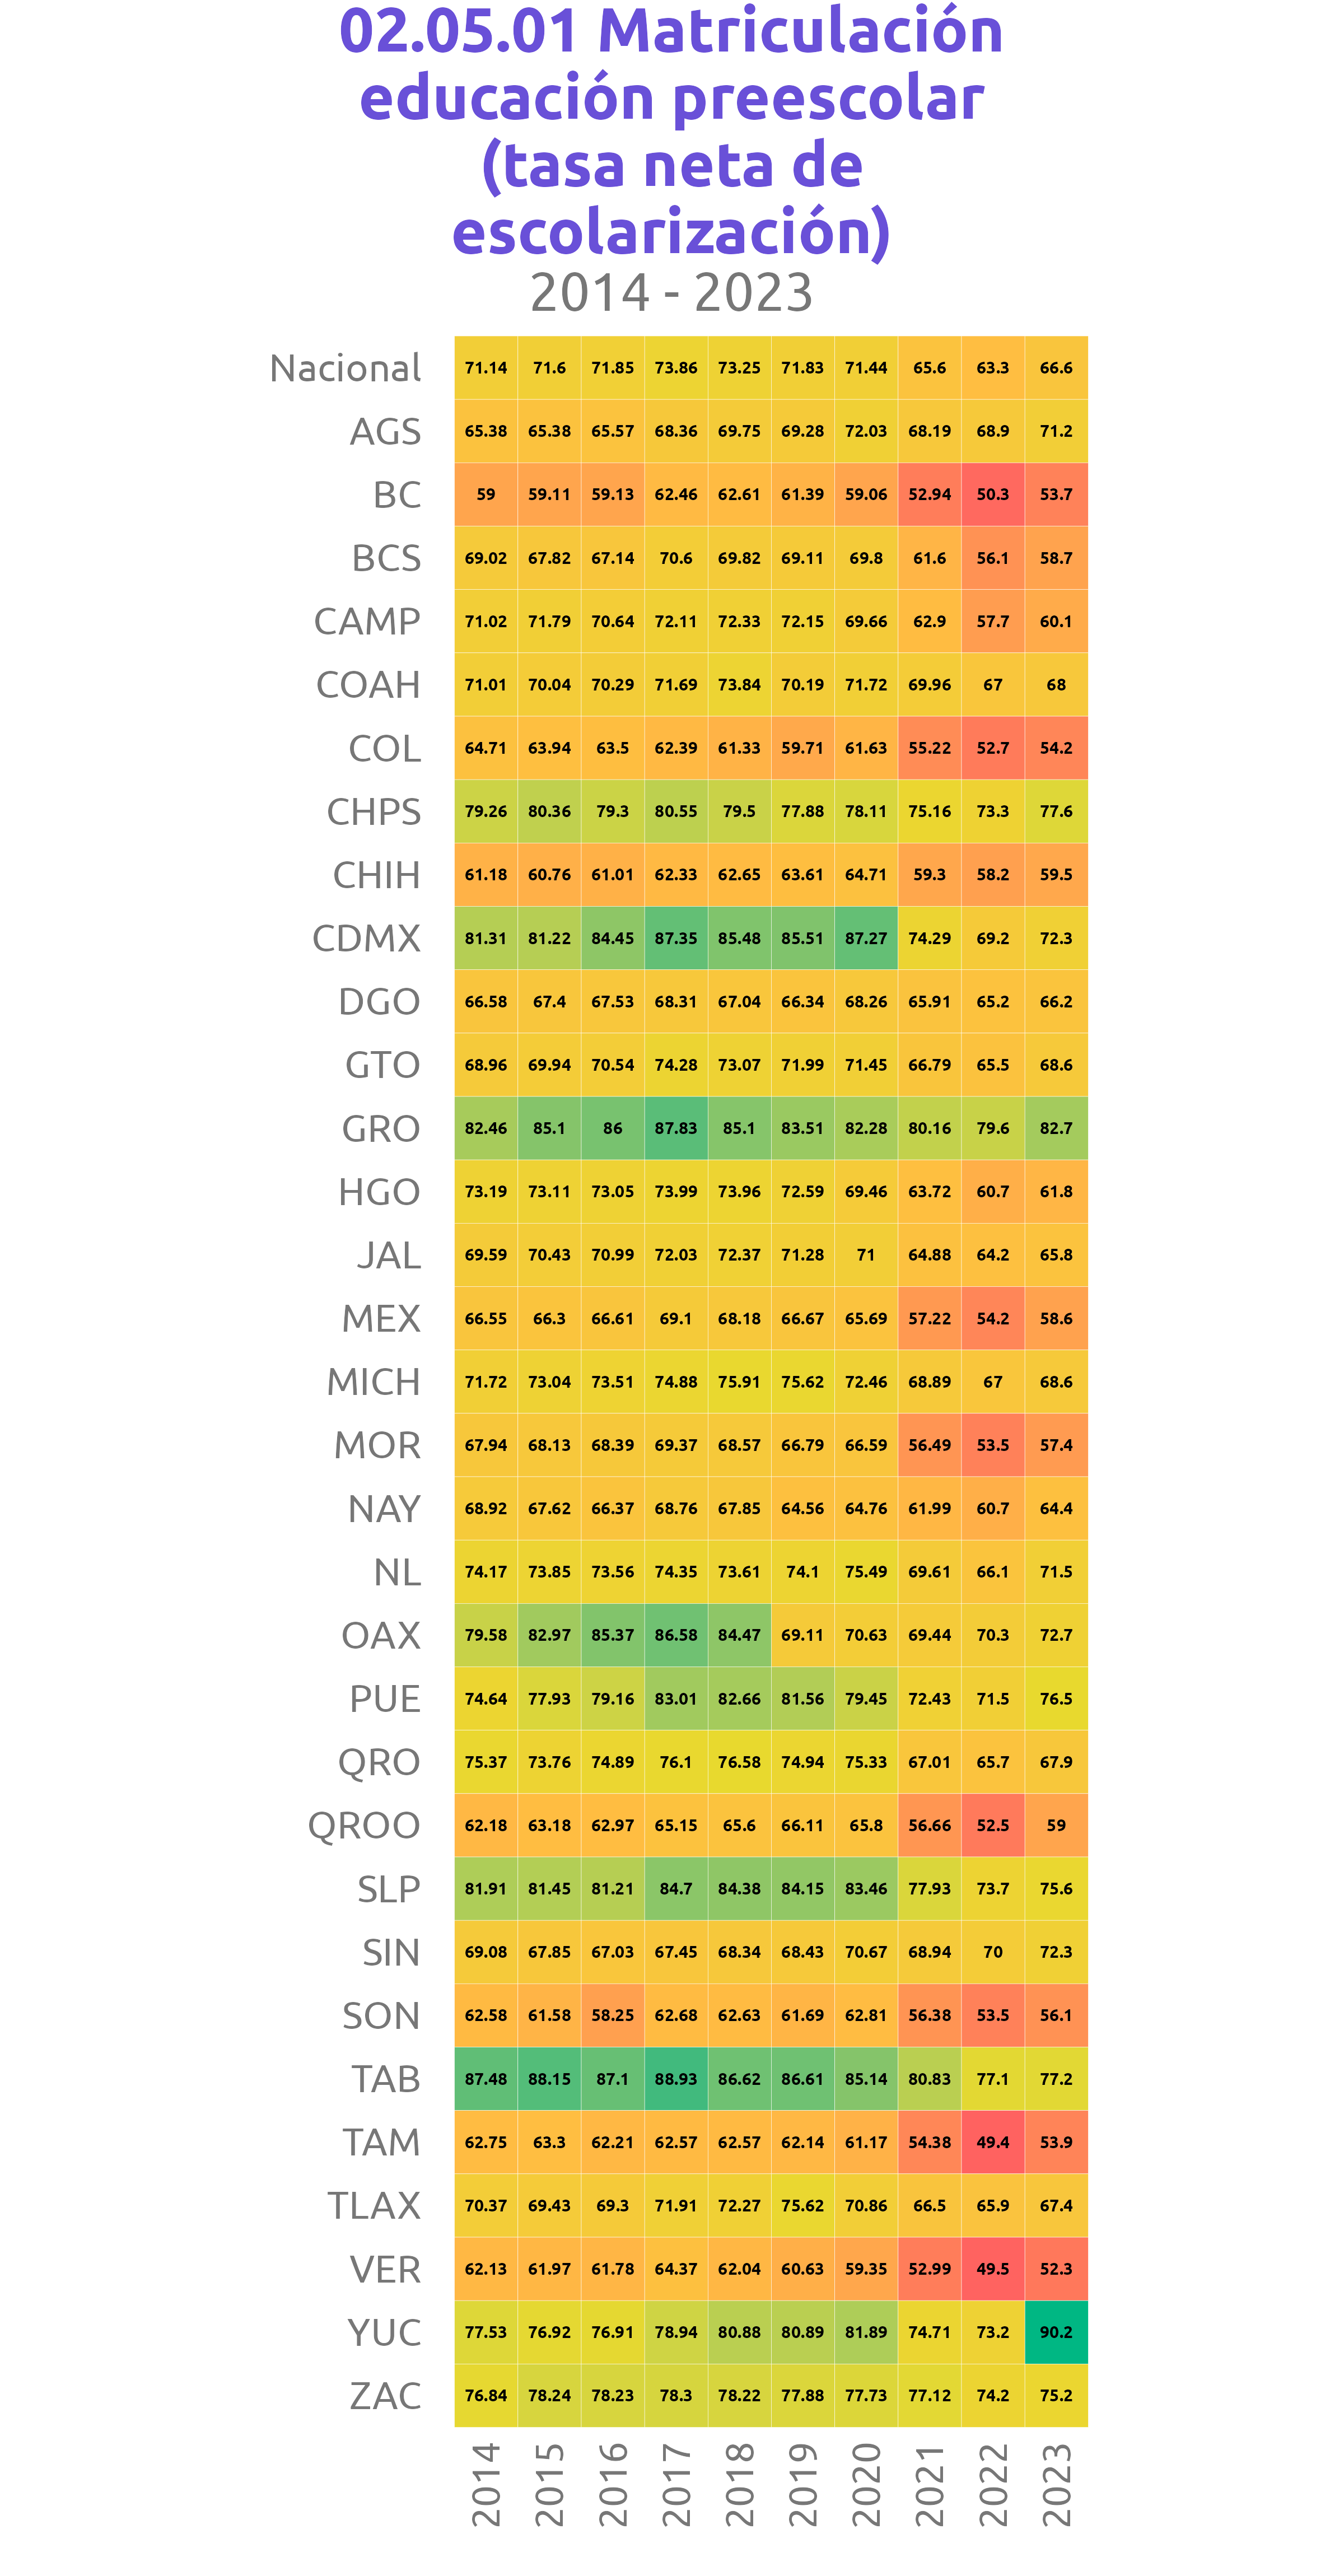 02.05.01 Matriculación
educación preescolar
(tasa neta de
escolarización)
2014 - 2023
Nacional 71.14 71.6 71.85 73.86 73.25 71.83 71.44 65.6 63.3 66.6
AGS 65.38 65.38 65.57 68.36 69.75 69.28 72.03 68.19 68.9 71.2
BC 59 59.11 59.13 62.46 62.61 61.39 59.06 52.94 50.3 53.7
BCS 69.02 67.82 67.14 70.6 69.82 69.11 69.8 61.6 56.1 58.7
CAMP 71.02 71.79 70.64 72.11 72.33 72.15 69.66 62.9 57.7 60.1
COAH 71.01 70.04 70.29 71.69 73.84 70.19 71.72 69.96 67 68
COL 64.71 63.94 63.5 62.39 61.33 59.71 61.63 55.22 52.7 54.2
CHPS 79.26 80.36 79.3 80.55 79.5 77.88 78.11 75.16 73.3 77.6
CHIH 61.18 60.76 61.01 62.33 62.65 63.61 64.71 59.3 58.2 59.5
CDMX 81.31 81.22 84.45 87.35 85.48 85.51 87.27 74.29 69.2 72.3
DGO 66.58 67.4 67.53 68.31 67.04 66.34 68.26 65.91 65.2 66.2
GTO 68.96 69.94 70.54 74.28 73.07 71.99 71.45 66.79 65.5 68.6
GRO 82.46 85.1 86 87.83 85.1 83.51 82.28 80.16 79.6 82.7
HGO 73.19 73.11 73.05 73.99 73.96 72.59 69.46 63.72 60.7 61.8
JAL 69.59 70.43 70.99 72.03 72.37 71.28 71 64.88 64.2 65.8
MEX 66.55 66.3 66.61 69.1 68.18 66.67 65.69 57.22 54.2 58.6
MICH 71.72 73.04 73.51 74.88 75.91 75.62 72.46 68.89 67 68.6
MOR 67.94 68.13 68.39 69.37 68.57 66.79 66.59 56.49 53.5 57.4
NAY 68.92 67.62 66.37 68.76 67.85 64.56 64.76 61.99 60.7 64.4
NL 74.17 73.85 73.56 74.35 73.61 74.1 75.49 69.61 66.1 71.5
OAX 79.58 82.97 85.37 86.58 84.47 69.11 70.63 69.44 70.3 72.7
PUE 74.64 77.93 79.16 83.01 82.66 81.56 79.45 72.43 71.5 76.5
QRO 75.37 73.76 74.89 76.1 76.58 74.94 75.33 67.01 65.7 67.9
QROO 62.18 63.18 62.97 65.15 65.6 66.11 65.8 56.66 52.5 59
SLP 81.91 81.45 81.21 84.7 84.38 84.15 83.46 77.93 73.7 75.6
SIN 69.08 67.85 67.03 67.45 68.34 68.43 70.67 68.94 70 72.3
SON 62.58 61.58 58.25 62.68 62.63 61.69 62.81 56.38 53.5 56.1
TAB 87.48 88.15 87.1 88.93 86.62 86.61 85.14 80.83 77.1 77.2
TAM 62.75 63.3 62.21 62.57 62.57 62.14 61.17 54.38 49.4 53.9
TLAX 70.37 69.43 69.3 71.91 72.27 75.62 70.86 66.5 65.9 67.4
VER 62.13 61.97 61.78 64.37 62.04 60.63 59.35 52.99 49.5 52.3
YUC 77.53 76.92 76.91 78.94 80.88 80.89 81.89 74.71 73.2 90.2
ZAC 76.84 78.24 78.23 78.3 78.22 77.88 77.73 77.12 74.2 75.2
2014 2015 2016 2017 2018 2019 2020 2021 2022 2023